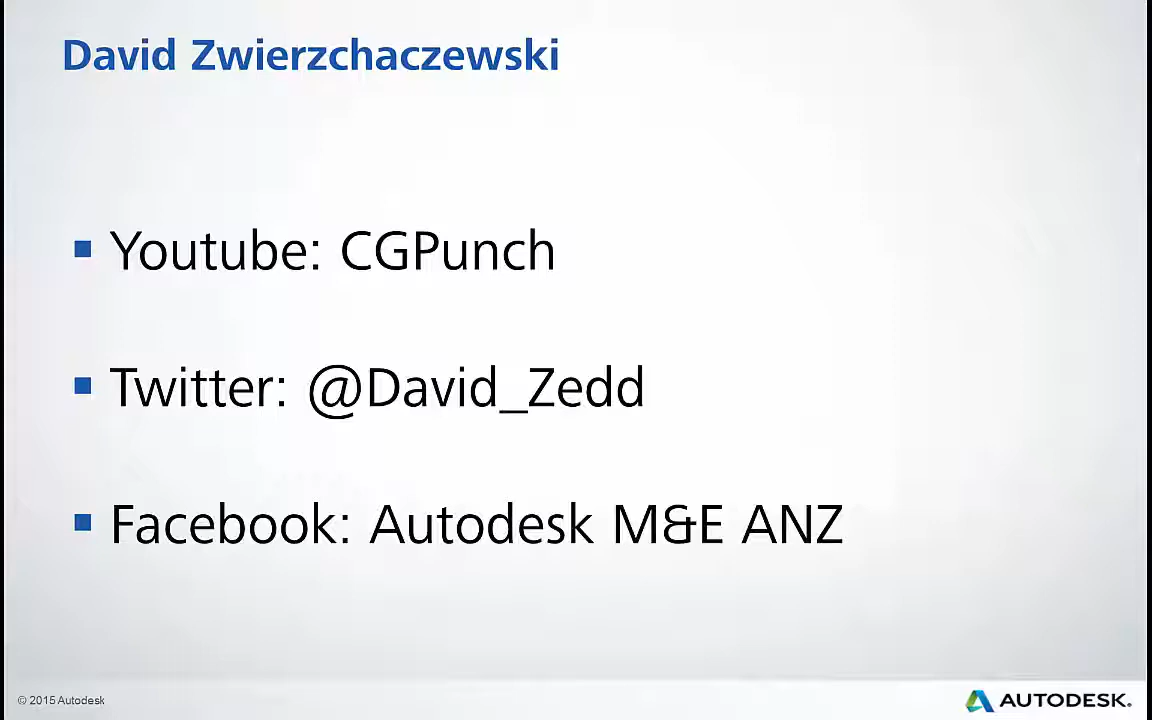 David Zwierzchaczewski
▪ Youtube: CGPunch
▪ Twitter: @David_Zedd
▪ Facebook: Autodesk M&E ANZ
© 2015 Autodesk
AUTODESK.